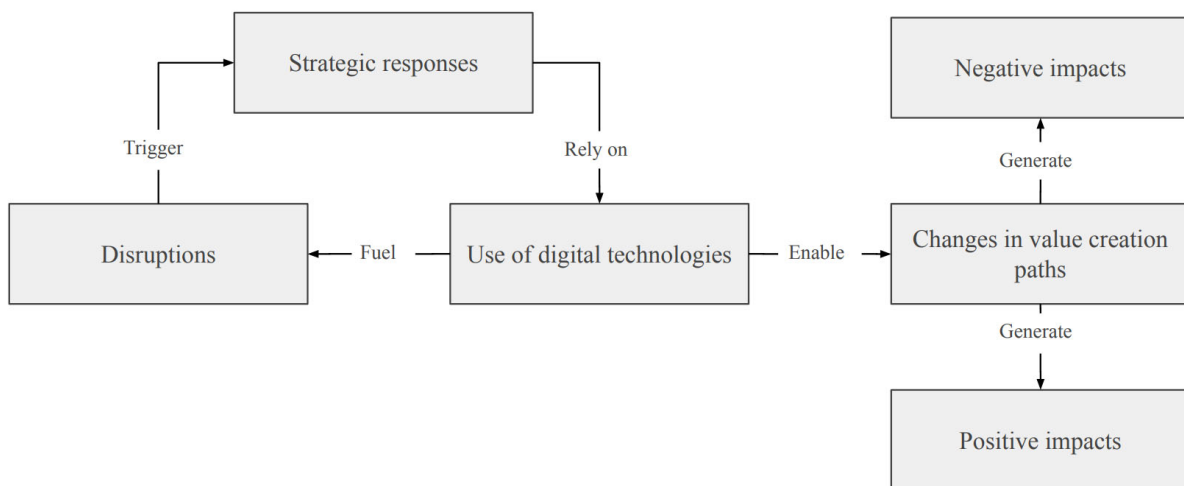 Strategic responses
Negative impacts
Trigger
Rely on
Generate
Disruptions
Fuel
Use of digital technologies
Enable
Changes in value creation
paths
Generate
Positive impacts